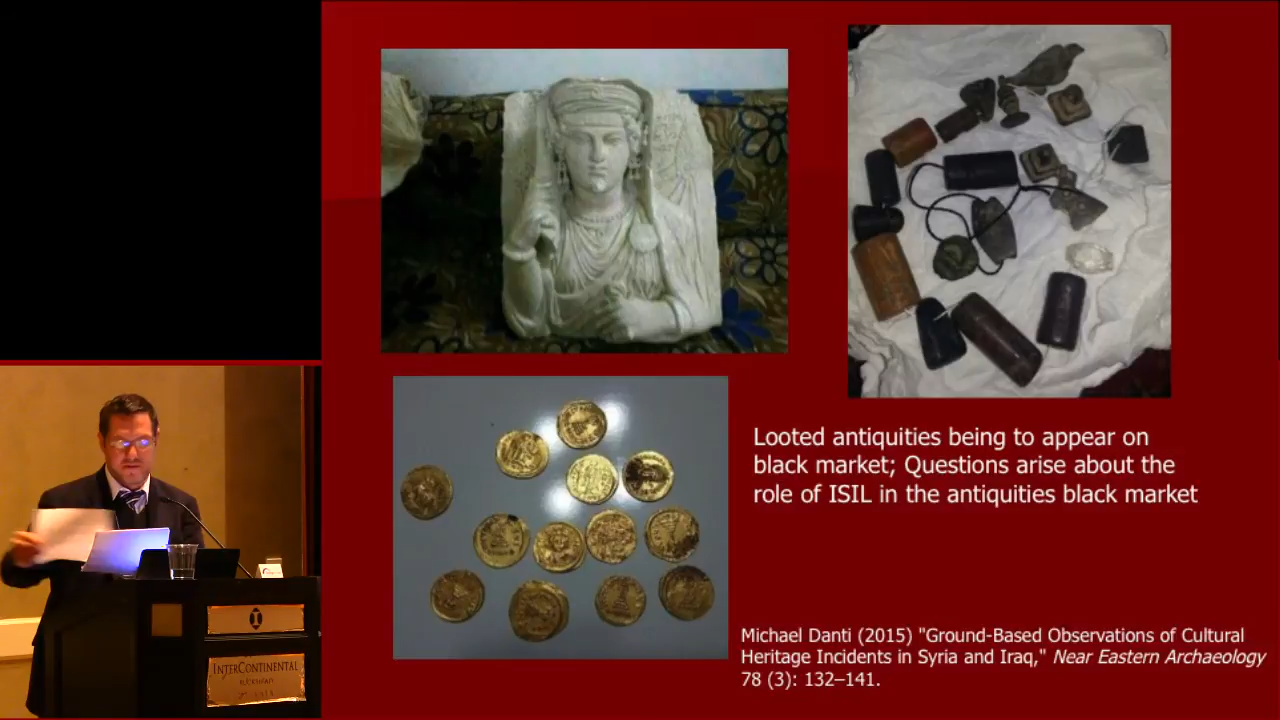 Looted antiquities being to appear on
black market; Questions arise about the
role of ISIL in the antiquities black market
Michael Danti (2015) "Ground-Based Observations of Cultural
Heritage Incidents in Syria and Iraq," Near Eastern Archaeology
78 (3): 132–141.
I
INTERCONTINENTAL
BUCKHEAD